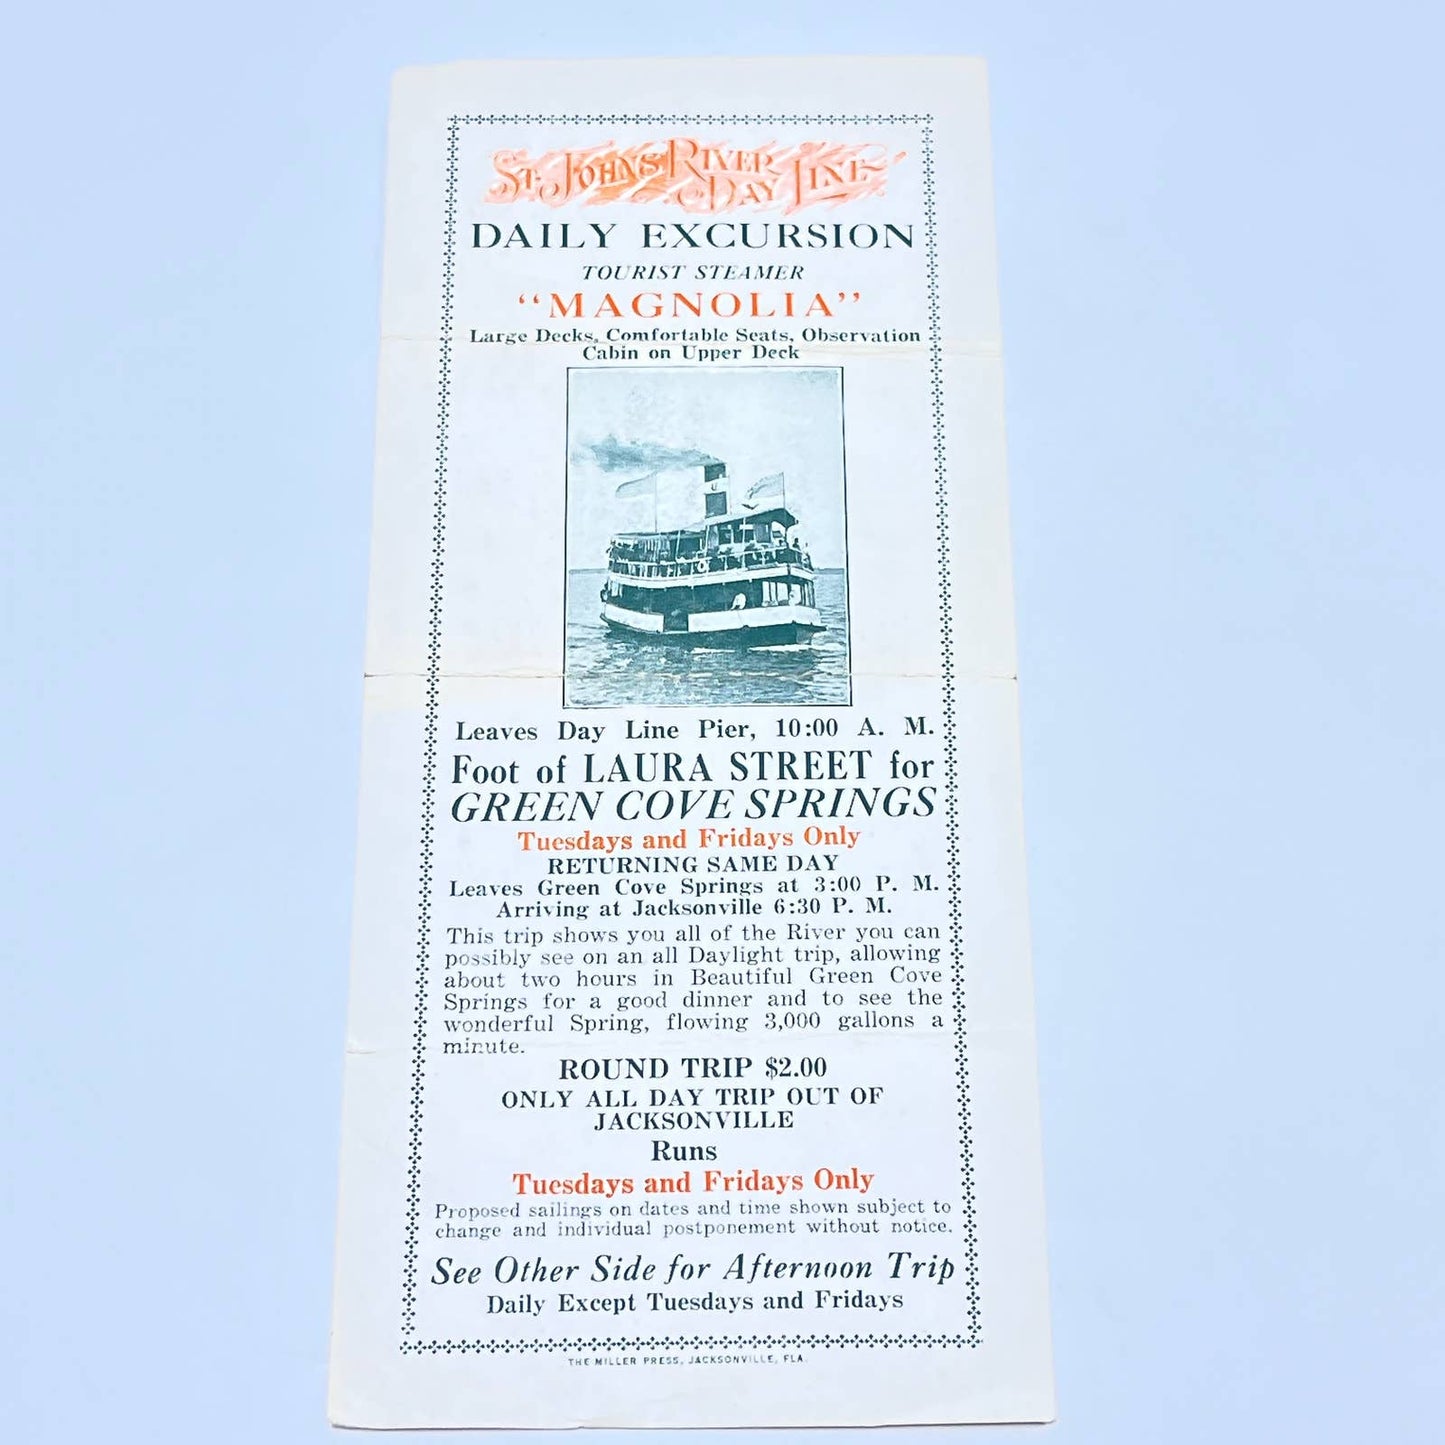 St. Johns River Day Line
DAILY EXCURSION
TOURIST STEAMER
"MAGNOLIA"
Large Decks, Comfortable Seats, Observation
Cabin on Upper Deck
Leaves Day Line Pier, 10:00 A. M.
Foot of LAURA STREET for
GREEN COVE SPRINGS
Tuesdays and Fridays Only
RETURNING SAME DAY
Leaves Green Cove Springs at 3:00 P. M.
Arriving at Jacksonville 6:30 P. M.
This trip shows you all of the River you can
possibly see on an all Daylight trip, allowing
about two hours in Beautiful Green Cove
Springs for a good dinner and to see the
wonderful Spring, flowing 3,000 gallons a
minute.
ROUND TRIP $2.00
ONLY ALL DAY TRIP OUT OF
JACKSONVILLE
Runs
Tuesdays and Fridays Only
Proposed sailings on dates and time shown subject to
change and individual postponement without notice.
See Other Side for Afternoon Trip
Daily Except Tuesdays and Fridays
THE MILLER PRESS, JACKSONVILLE, FLA.